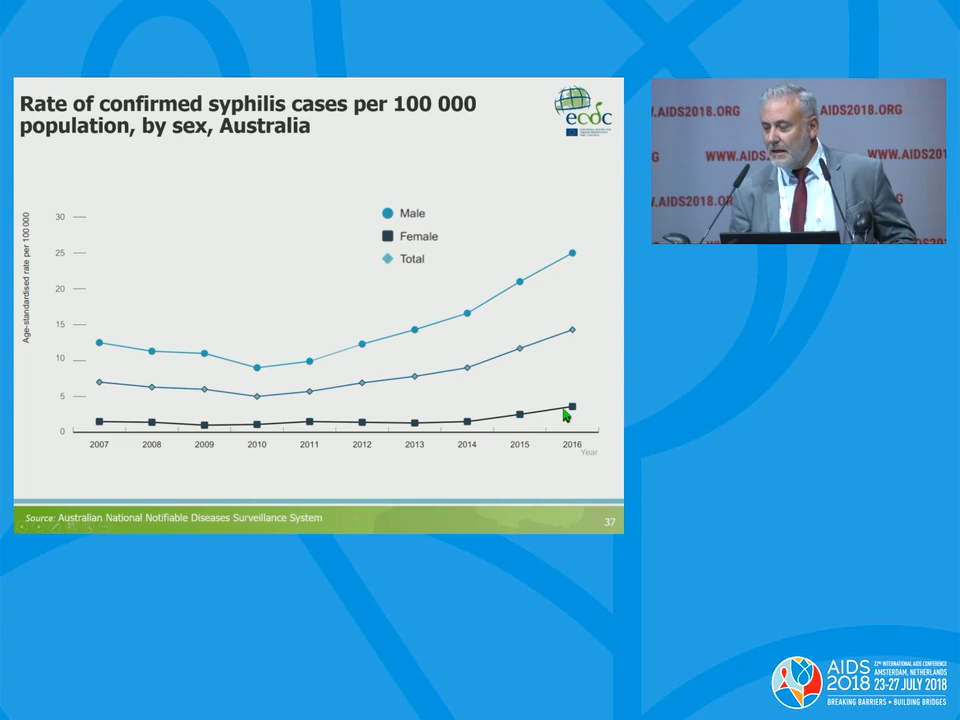 Rate of confirmed syphilis cases per 100 000
population, by sex, Australia
ecdc
Age-standardised rate per 100 000
30
25
20
15
10
5
0
Male
Female
Total
2007 2008 2009 2010 2011 2012 2013 2014 2015 2016
Year
Source: Australian National Notifiable Diseases Surveillance System
37
.AIDS2018.ORG
AIDS2018.ORG
G
WWW.AIDS
WWW.AIDS201
.AIDS2018.OR
G
AIDS
2018
22ND INTERNATIONAL AIDS CONFERENCE
AMSTERDAM, NETHERLANDS
23-27 JULY 2018
BREAKING BARRIERS • BUILDING BRIDGES